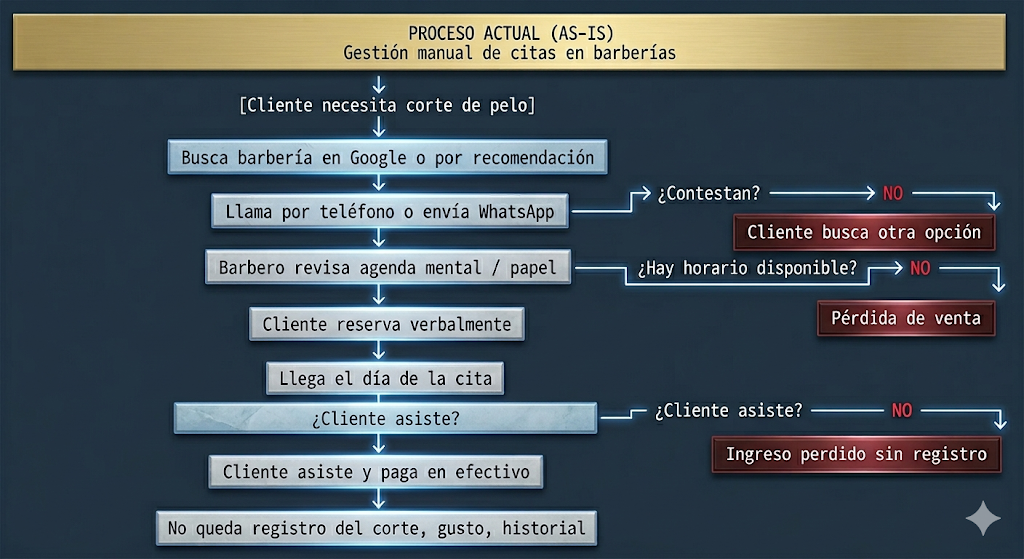 PROCESO ACTUAL (AS-IS)
Gestión manual de citas en barberías
[Cliente necesita corte de pelo]
Busca barbería en Google o por recomendación
Llama por teléfono o envía WhatsApp
¿Contestan?
NO
Cliente busca otra opción
Barbero revisa agenda mental / papel
¿Hay horario disponible?
NO
Pérdida de venta
Cliente reserva verbalmente
Llega el día de la cita
¿Cliente asiste?
¿Cliente asiste?
NO
Ingreso perdido sin registro
Cliente asiste y paga en efectivo
No queda registro del corte, gusto, historial